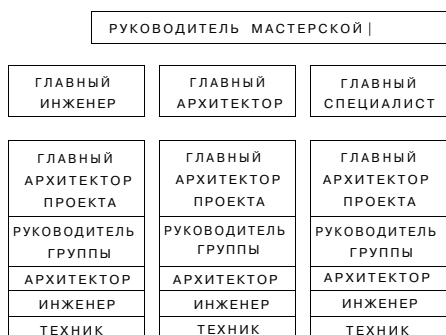 РУКОВОДИТЕЛЬ МАСТЕРСКОЙ
ГЛАВНЫЙ
ИНЖЕНЕР
ГЛАВНЫЙ
АРХИТЕКТОР
ГЛАВНЫЙ
СПЕЦИАЛИСТ
ГЛАВНЫЙ
АРХИТЕКТОР
ПРОЕКТА
РУКОВОДИТЕЛЬ
ГРУППЫ
АРХИТЕКТОР
ИНЖЕНЕР
ТЕХНИК
ГЛАВНЫЙ
АРХИТЕКТОР
ПРОЕКТА
РУКОВОДИТЕЛЬ
ГРУППЫ
АРХИТЕКТОР
ИНЖЕНЕР
ТЕХНИК
ГЛАВНЫЙ
АРХИТЕКТОР
ПРОЕКТА
РУКОВОДИТЕЛЬ
ГРУППЫ
АРХИТЕКТОР
ИНЖЕНЕР
ТЕХНИК